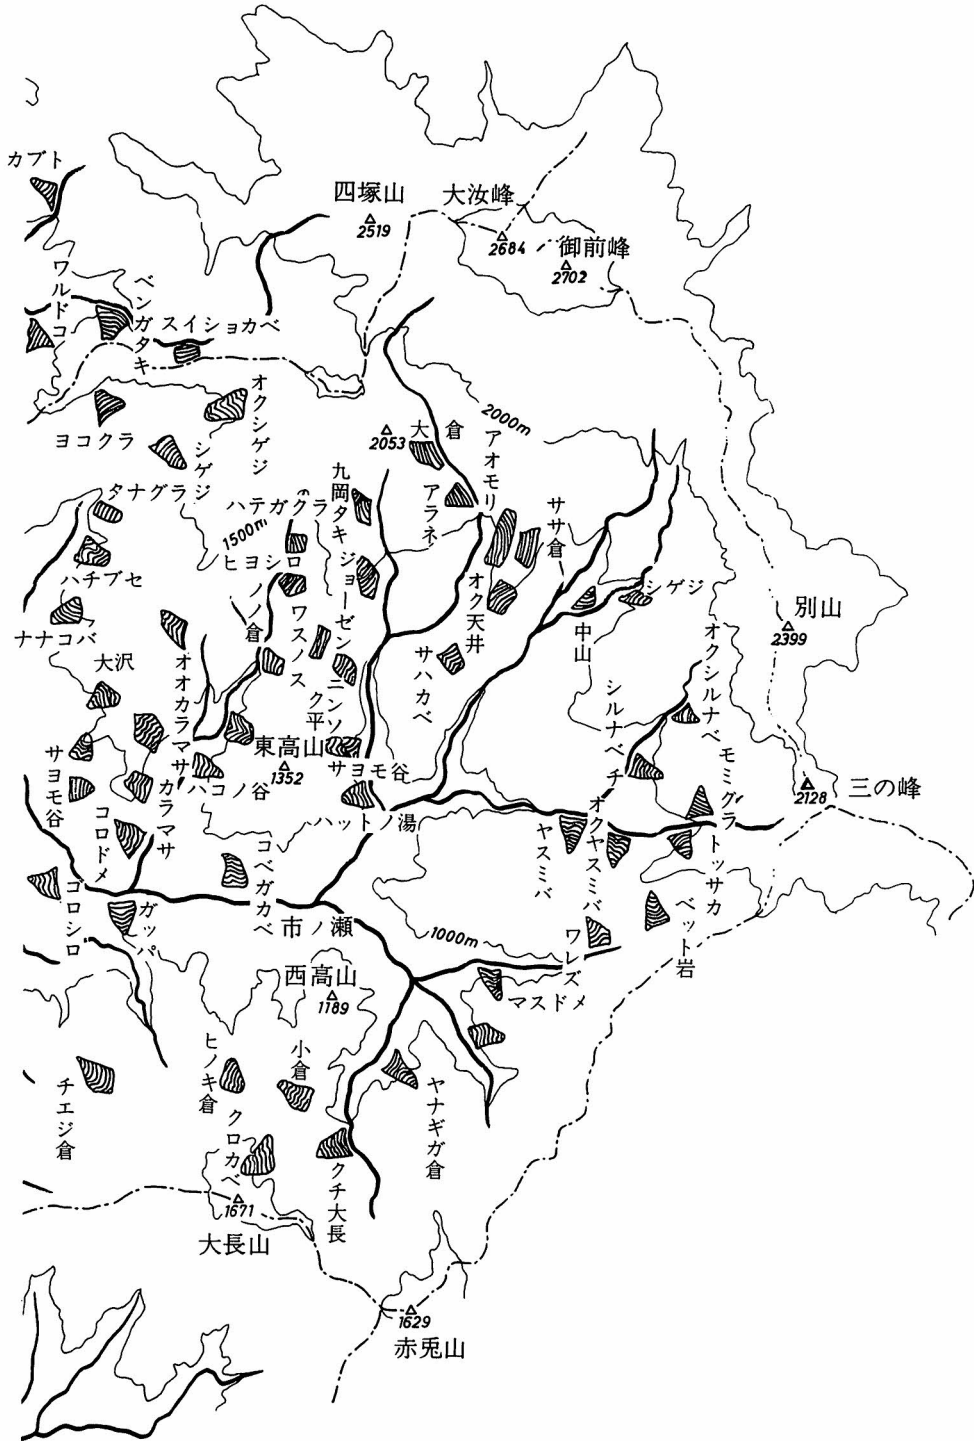 カブト
四塚山
2519
大汝峰
2684
御前峰
2702
ワルドコ
ベンガタキ
スイショカベ
オクシゲジ
2000m
ヨコクラ
シゲジ
2053
大倉
アオモリ
タナグラ
ハテガクラ
九岡タキ
アラネ
ササ倉
1500m
ヒヨシロ
ジョーゼン
ハチブセ
ノノ倉
ワスノス
オク天井
シゲジ
ナナコバ
中山
別山
2399
大沢
オオカラマサ
ク平
ニンソ
サハカベ
シルナベチ
オクシルナベ
サヨモ谷
東高山
1352
サヨモ谷
モミグラ
2128
三の峰
カラマサ
ハコノ谷
コロドメ
ハットノ湯
ヤスミバ
オクヤスミバ
トッサカ
ゴロシロ
ガッパ
コベガカベ
市ノ瀬
1000m
ワレズ
ベット岩
西高山
1189
マスドメ
ヒノキ倉
小倉
チエジ倉
クロカベ
ヤナギガ倉
クチ大長
1671
大長山
1629
赤兎山